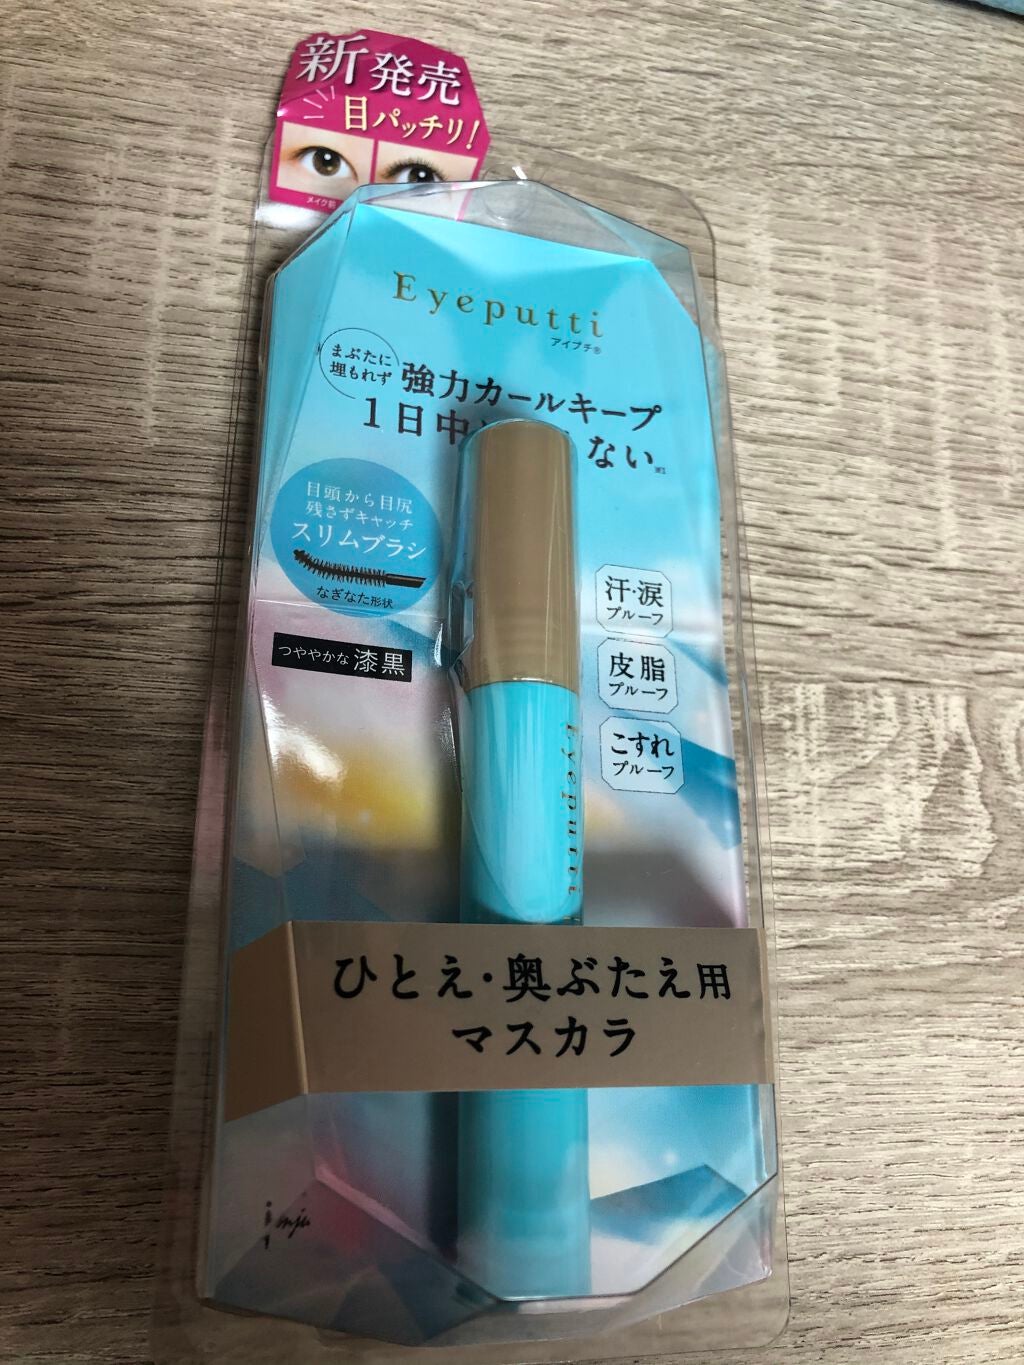 新発売
目パッチリ!
メイク前
Eyeputti
アイプチ®
まぶたに
埋もれず
強力カールキープ
1日中
ない※1
目頭から目尻
残さずキャッチ
スリムブラシ
なぎなた形状
つややかな漆黒
汗・涙
プルーフ
皮脂
プルーフ
こすれ
プルーフ
Eyeputti
ひとえ・奥ぶたえ用
マスカラ